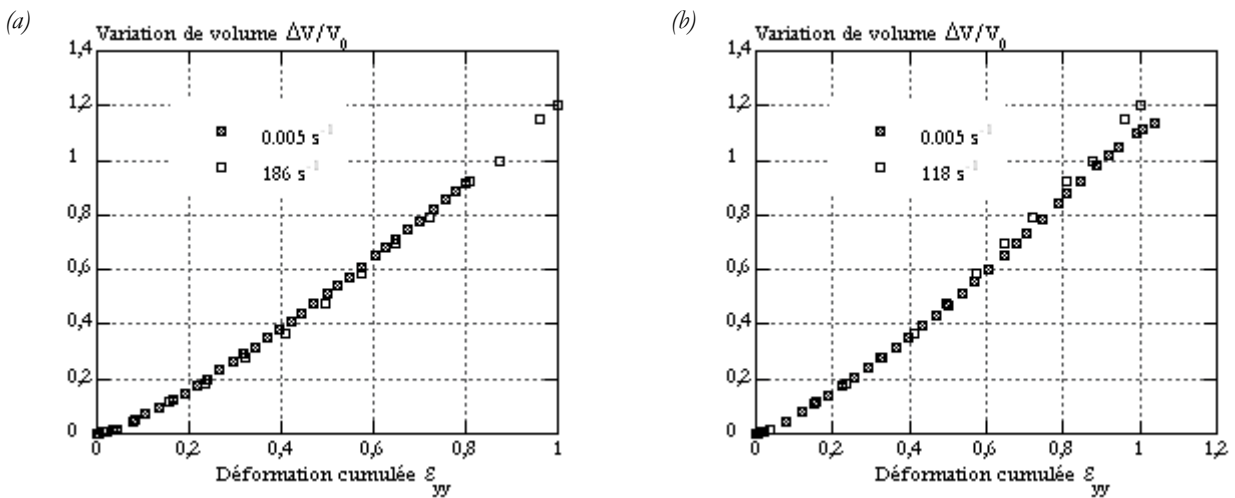 (a)
Variation de volume ΔV/V₀
1,4
1,2
1
0,8
0,6
0,4
0,2
0
0.005 s⁻¹
186 s⁻¹
0 0,2 0,4 0,6 0,8 1
Déformation cumulée εyy
(b)
Variation de volume ΔV/V₀
1,4
1,2
1
0,8
0,6
0,4
0,2
0
0.005 s⁻¹
118 s⁻¹
0 0,2 0,4 0,6 0,8 1 1,2
Déformation cumulée εyy